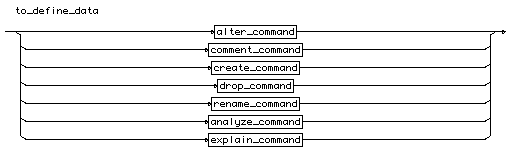 to_define_data
alter_command
comment_command
create_command
drop_command
rename_command
analyze_command
explain_command